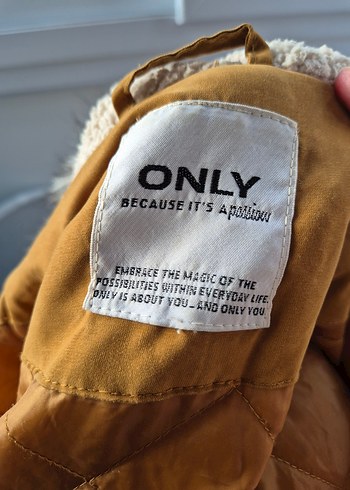 ONLY
BECAUSE IT'S A passion
EMBRACE THE MAGIC OF THE
POSSIBILITIES WITHIN EVERYDAY LIFE.
ONLY IS ABOUT YOU - AND ONLY YOU.